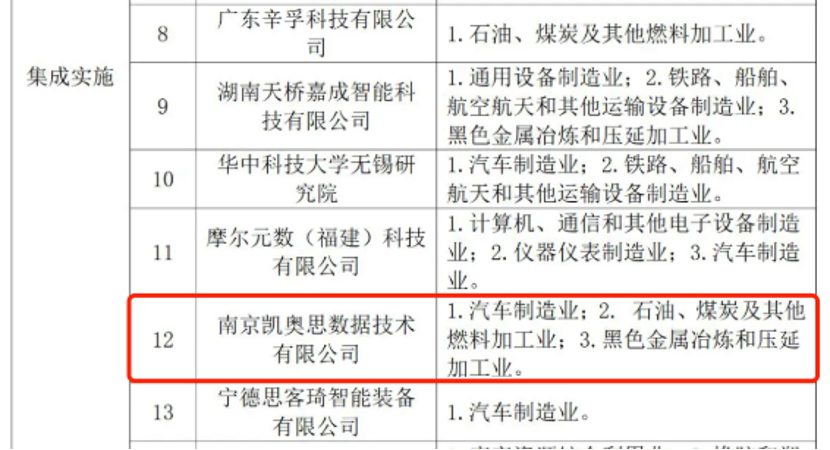 8
广东辛孚科技有限公
司
1.石油、煤炭及其他燃料加工业。
集成实施
9
湖南天桥嘉成智能科
技有限公司
1.通用设备制造业；2.铁路、船舶、
航空航天和其他运输设备制造业；3.
黑色金属冶炼和压延加工业。
10
华中科技大学无锡研
究院
1.汽车制造业；2.铁路、船舶、航空
航天和其他运输设备制造业。
11
摩尔元数（福建）科技
有限公司
1.计算机、通信和其他电子设备制造
业；2.仪器仪表制造业；3.汽车制造
业。
12
南京凯奥思数据技术
有限公司
1.汽车制造业；2. 石油、煤炭及其他
燃料加工业；3.黑色金属冶炼和压延
加工业。
13
宁德思客琦智能装备
有限公司
1.汽车制造业。